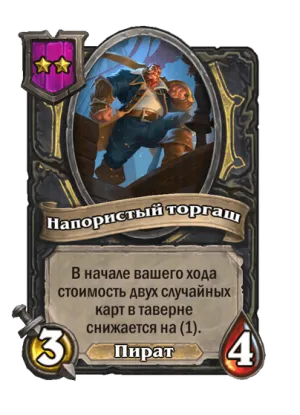 Напористый торгаш
В начале вашего хода
стоимость двух случайных
карт в таверне
снижается на (1).
3
Пират
4